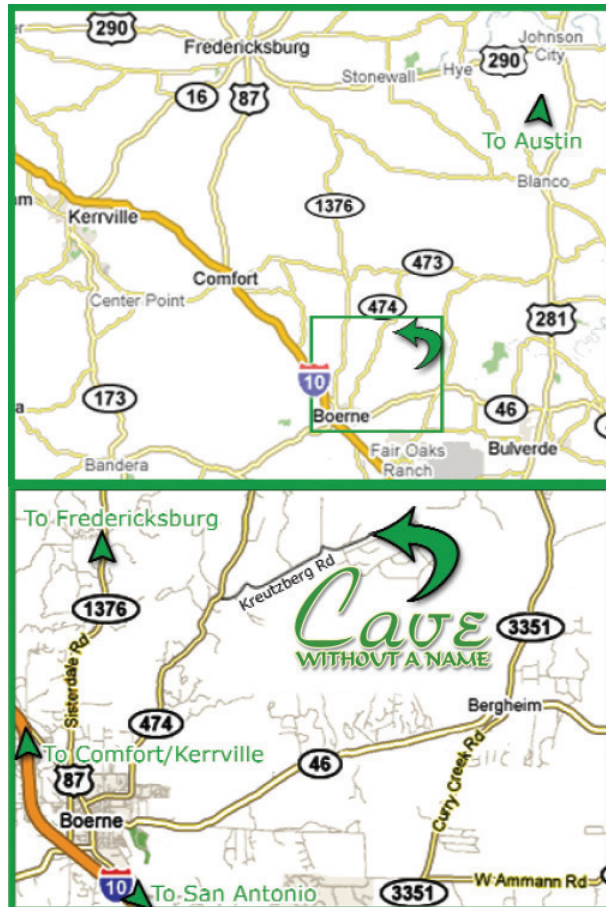 290
Fredericksburg
Johnson
City
290
Hye
Stonewall
16
87
To Austin
Blanco
Kerrville
1376
473
Comfort
Center Point
474
281
10
173
Boerne
46
Bulverde
Fair Oaks
Ranch
Bandera
To Fredericksburg
Kreutzberg Rd
1376
Cave
WITHOUT A NAME
3351
Sisterdale Rd
474
Bergheim
To Comfort/Kerrville
46
87
Curry Creek Rd
Boerne
10
To San Antonio
3351
W Ammann Rd